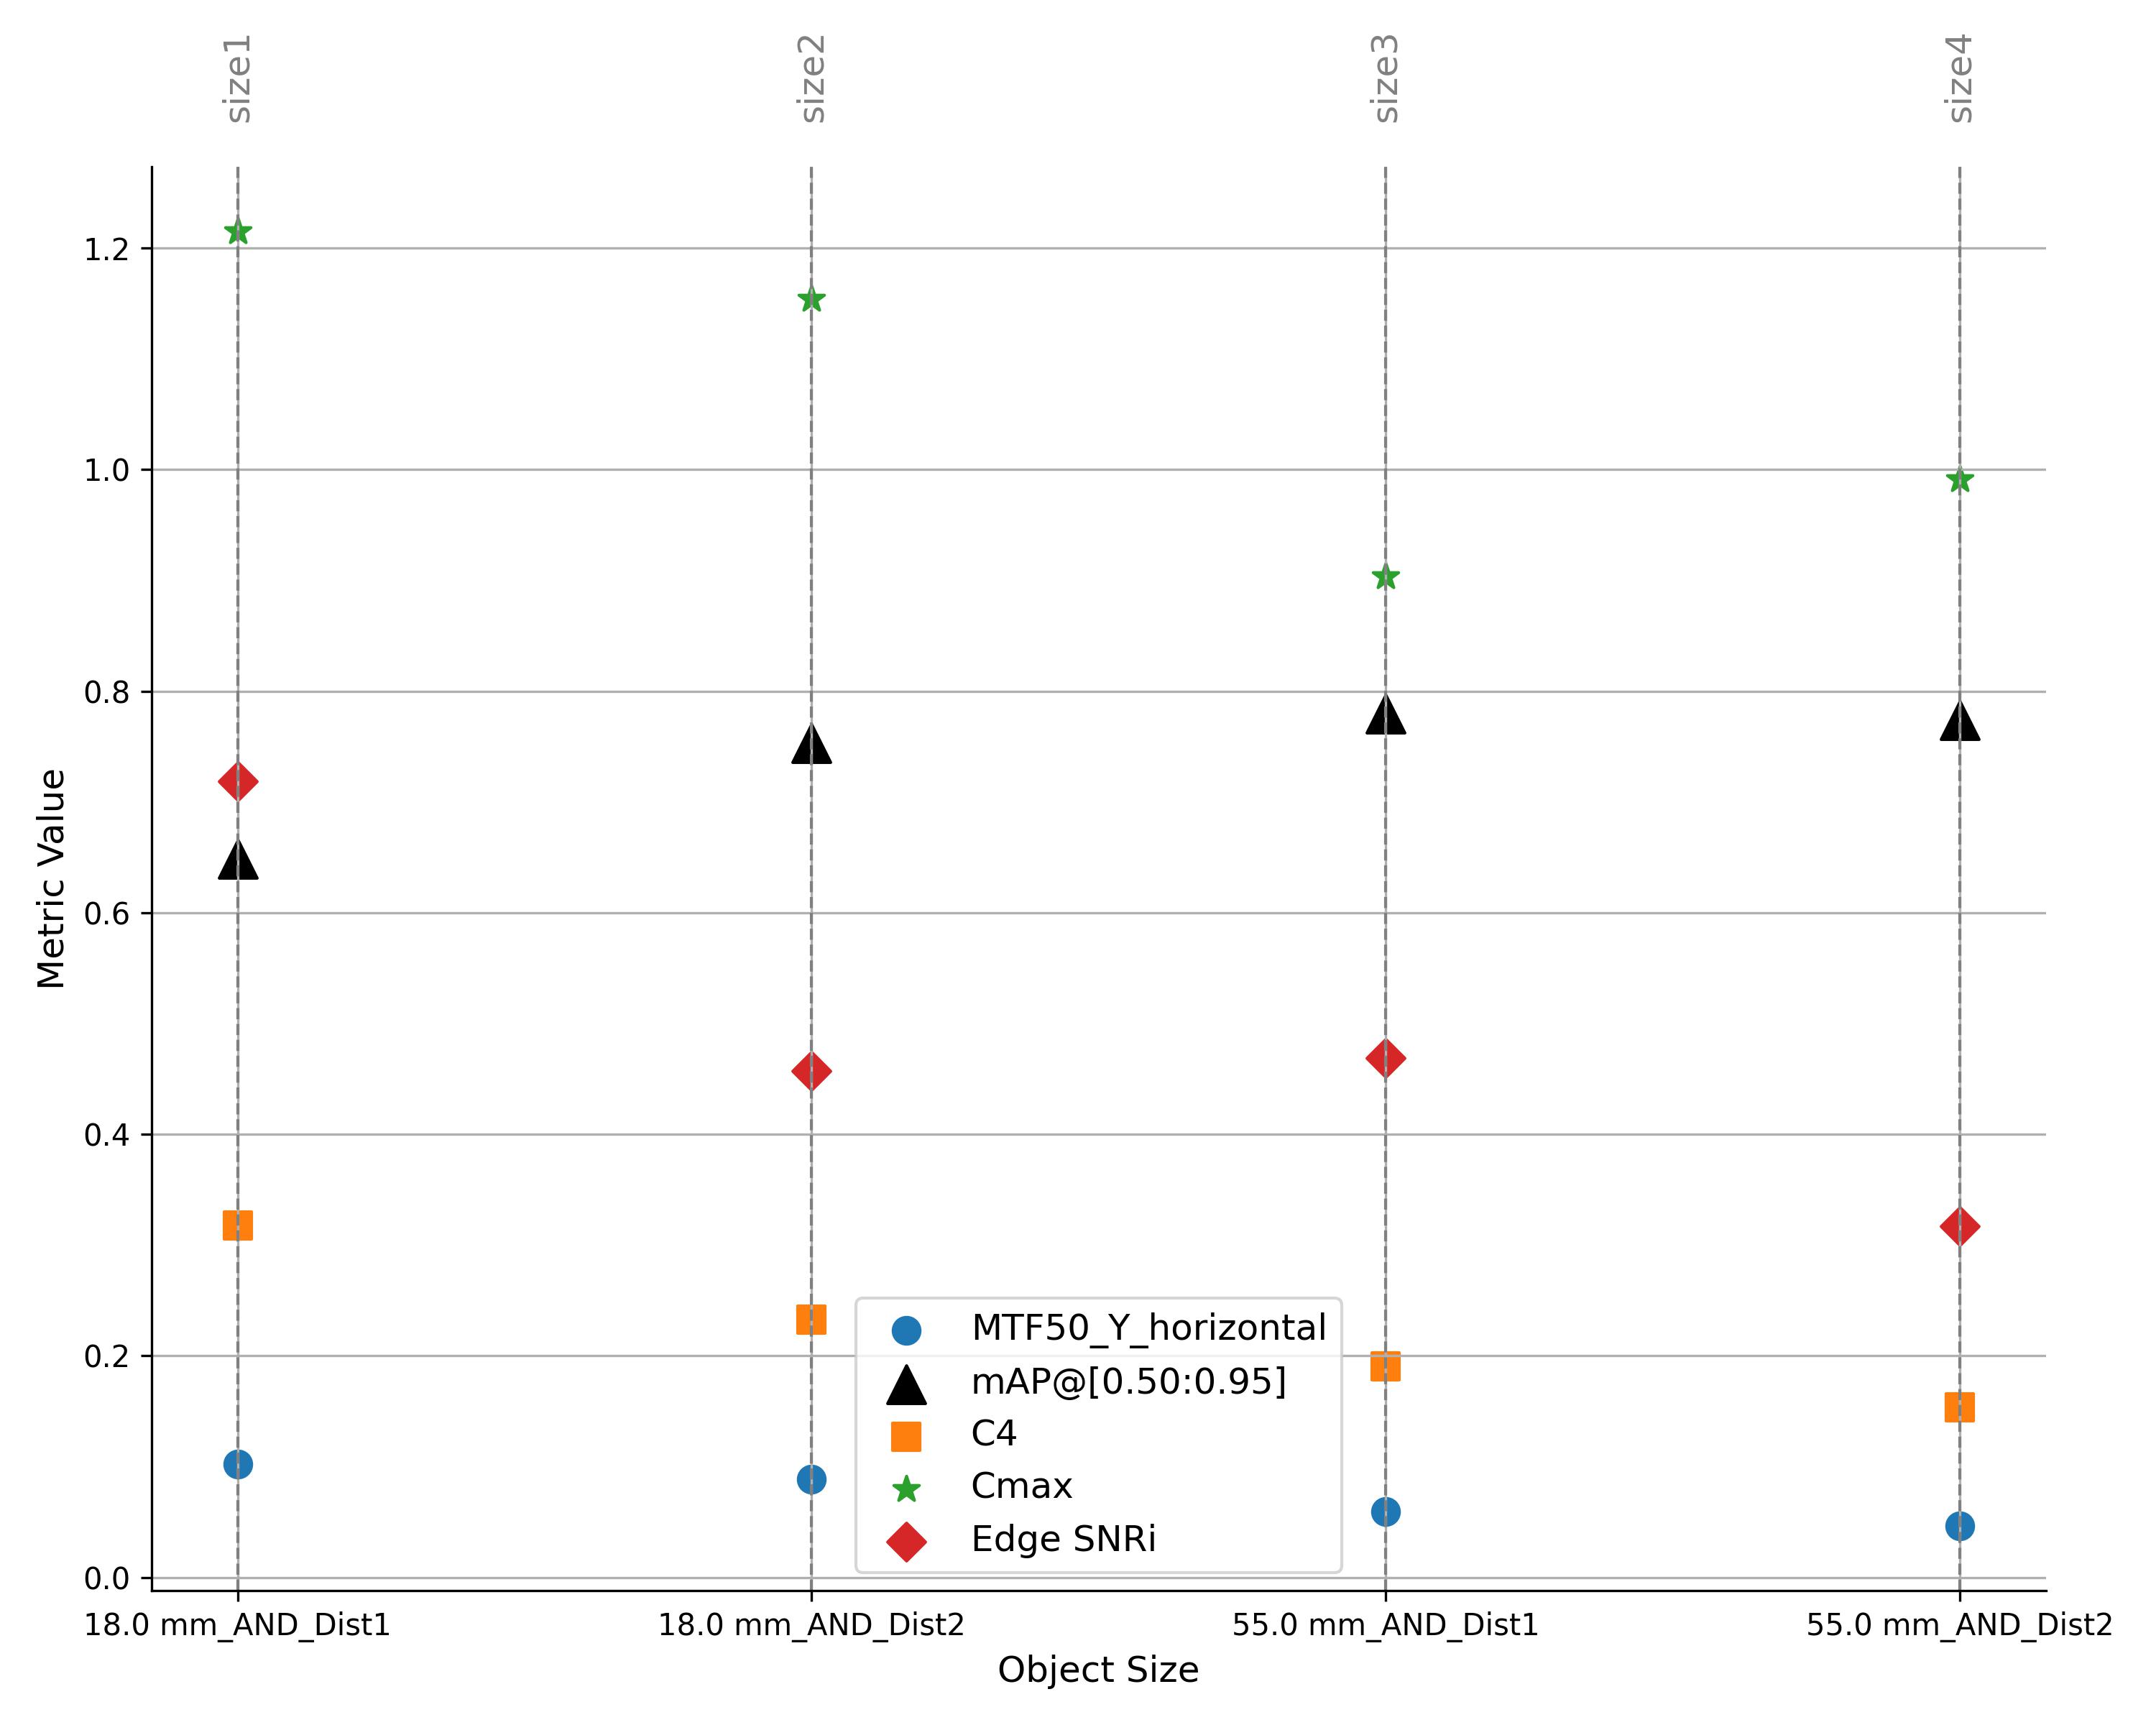 size1
size2
size3
size4
1.2
1.0
0.8
0.6
0.4
0.2
0.0
Metric Value
MTF50_Y_horizontal
mAP@[0.50:0.95]
C4
Cmax
Edge SNRi
18.0 mm_AND_Dist1
18.0 mm_AND_Dist2
55.0 mm_AND_Dist1
55.0 mm_AND_Dist2
Object Size